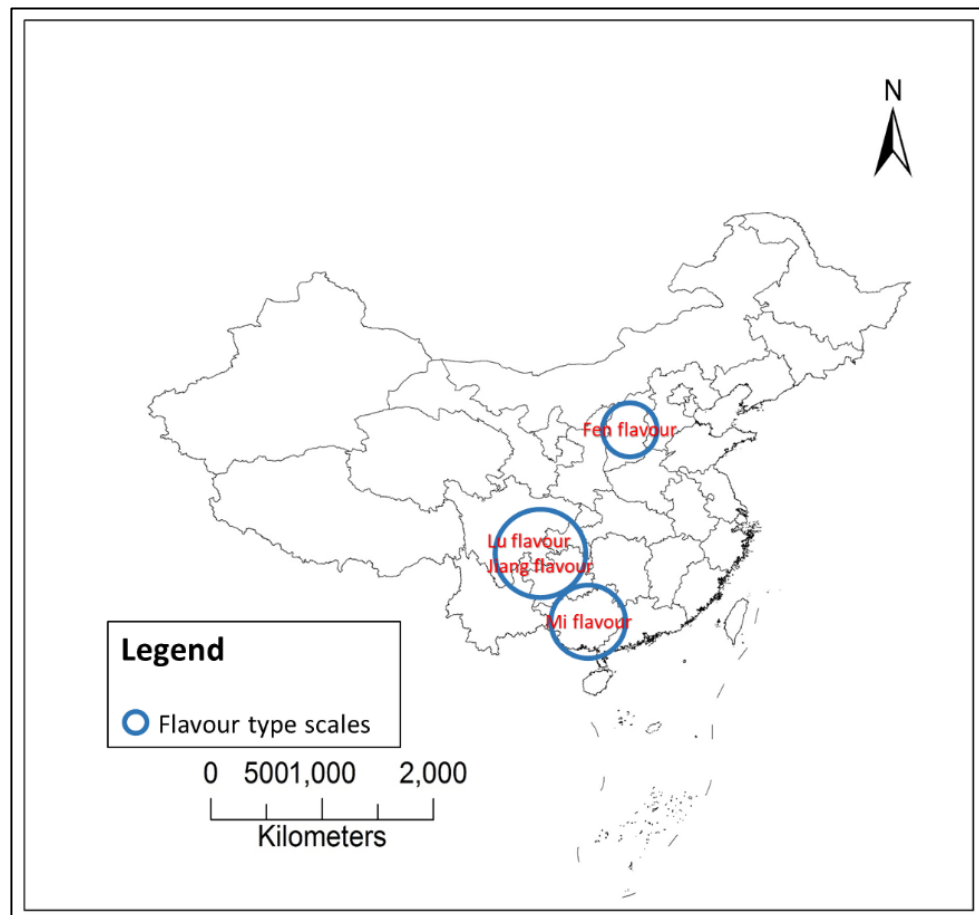 N
Fen flavour
Lu flavour
Jiang flavour
Mi flavour
Legend
Flavour type scales
0 5001,000 2,000
Kilometers